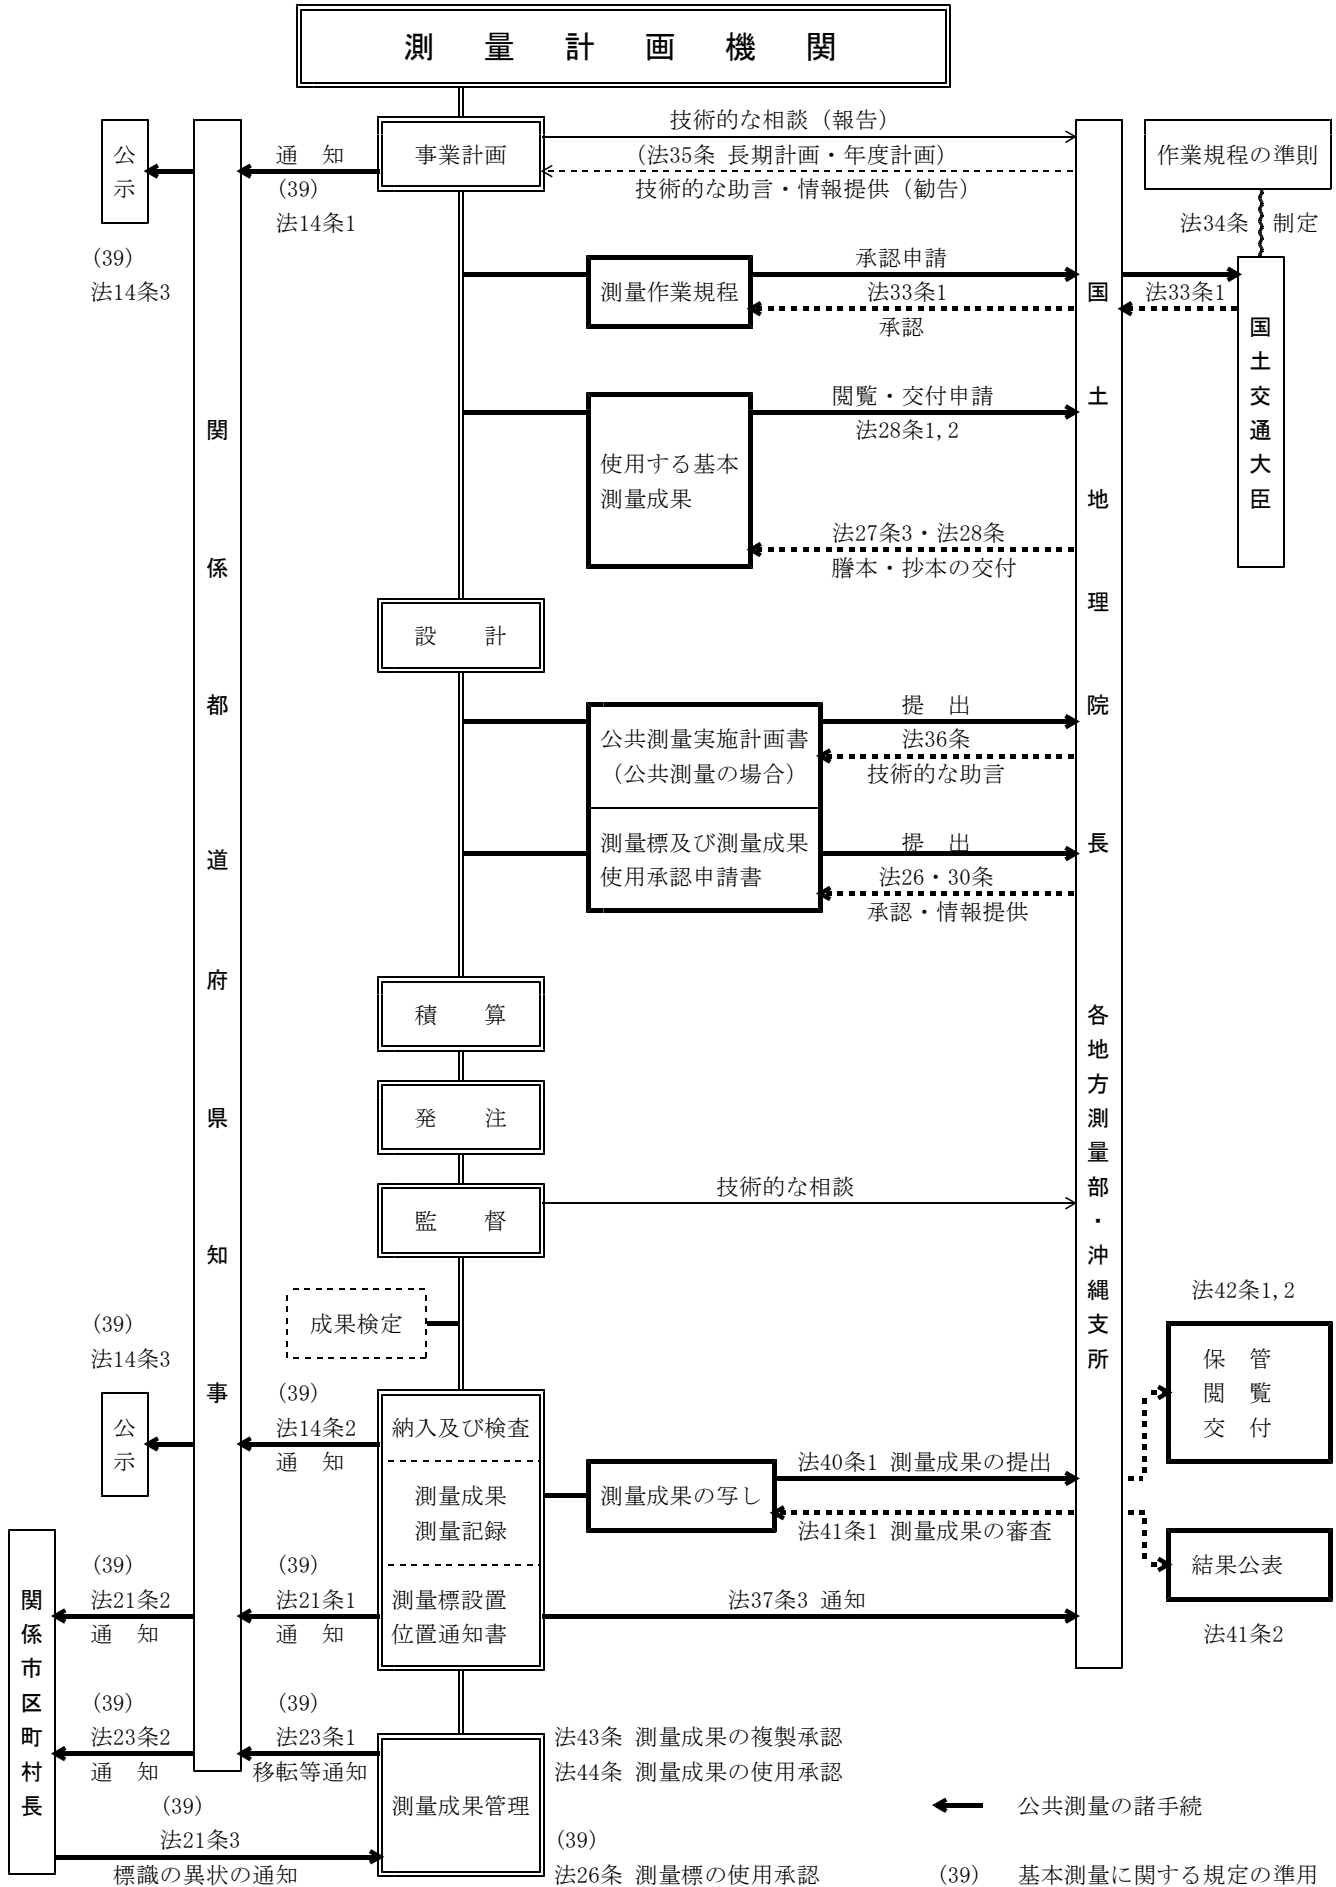 測量計画機関
技術的な相談（報告）
公示
通　知
事業計画
（法35条 長期計画・年度計画）
作業規程の準則
(39)
技術的な助言・情報提供（勧告）
法14条1
法34条
制定
(39)
法14条3
承認申請
測量作業規程
法33条1
法33条1
承認
国土地理院長
各地方測量部・沖縄支所
国土交通大臣
関係都道府県知事
閲覧・交付申請
法28条1,2
使用する基本
測量成果
法27条3・法28条
謄本・抄本の交付
設　　計
提　出
公共測量実施計画書
法36条
（公共測量の場合）
技術的な助言
測量標及び測量成果
提　出
使用承認申請書
法26・30条
承認・情報提供
積　　算
発　　注
技術的な相談
監　　督
法42条1,2
成果検定
(39)
法14条3
保　管
閲　覧
交　付
(39)
公示
法14条2
通　知
納入及び検査
法40条1 測量成果の提出
測量成果
測量記録
測量成果の写し
法41条1 測量成果の審査
(39)
(39)
結果公表
法21条2
法21条1
測量標設置
法37条3 通知
通　知
通　知
位置通知書
法41条2
関係市区町村長
(39)
(39)
法23条2
法23条1
法43条 測量成果の複製承認
通　知
移転等通知
法44条 測量成果の使用承認
(39)
測量成果管理
公共測量の諸手続
法21条3
(39)
標識の異状の通知
法26条 測量標の使用承認
(39)　基本測量に関する規定の準用